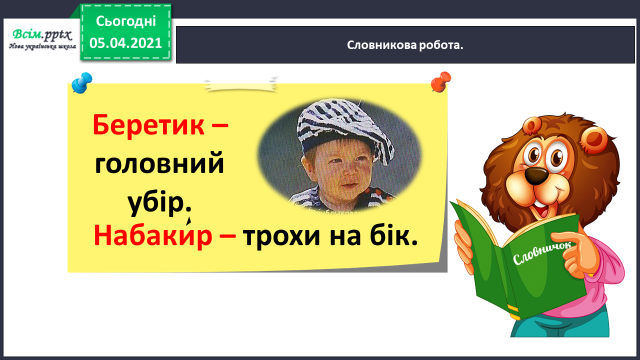 Всім.pptx
Нова українська школа
Сьогодні
05.04.2021
Словникова робота.
Беретик –
головний
убір.
Набакир – трохи на бік.
Словничок